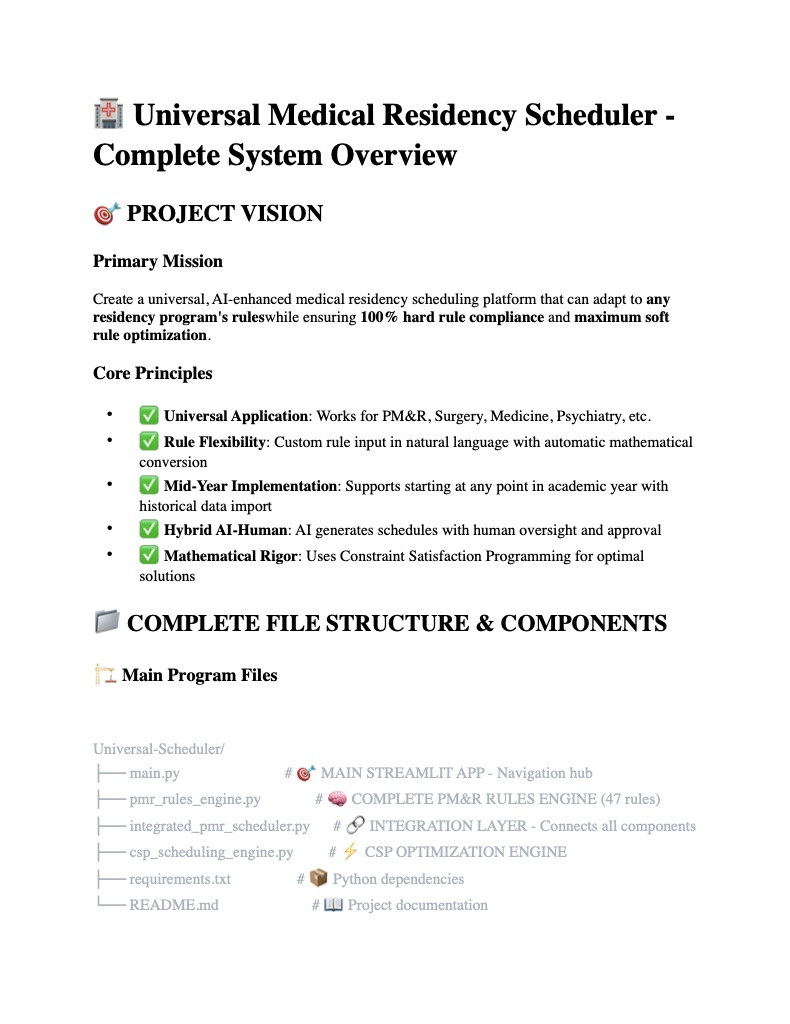 🏥 Universal Medical Residency Scheduler -
Complete System Overview
🎯 PROJECT VISION
Primary Mission
Create a universal, AI-enhanced medical residency scheduling platform that can adapt to any
residency program's ruleswhile ensuring 100% hard rule compliance and maximum soft
rule optimization.
Core Principles
• ✅ Universal Application: Works for PM&R, Surgery, Medicine, Psychiatry, etc.
• ✅ Rule Flexibility: Custom rule input in natural language with automatic mathematical
conversion
• ✅ Mid-Year Implementation: Supports starting at any point in academic year with
historical data import
• ✅ Hybrid AI-Human: AI generates schedules with human oversight and approval
• ✅ Mathematical Rigor: Uses Constraint Satisfaction Programming for optimal
solutions
📁 COMPLETE FILE STRUCTURE & COMPONENTS
🏗️ Main Program Files
Universal-Scheduler/
├── main.py # 🎯 MAIN STREAMLIT APP - Navigation hub
├── pmr_rules_engine.py # 🧠 COMPLETE PM&R RULES ENGINE (47 rules)
├── integrated_pmr_scheduler.py # 🔗 INTEGRATION LAYER - Connects all components
├── csp_scheduling_engine.py # ⚡ CSP OPTIMIZATION ENGINE
├── requirements.txt # 📦 Python dependencies
└── README.md # 📖 Project documentation